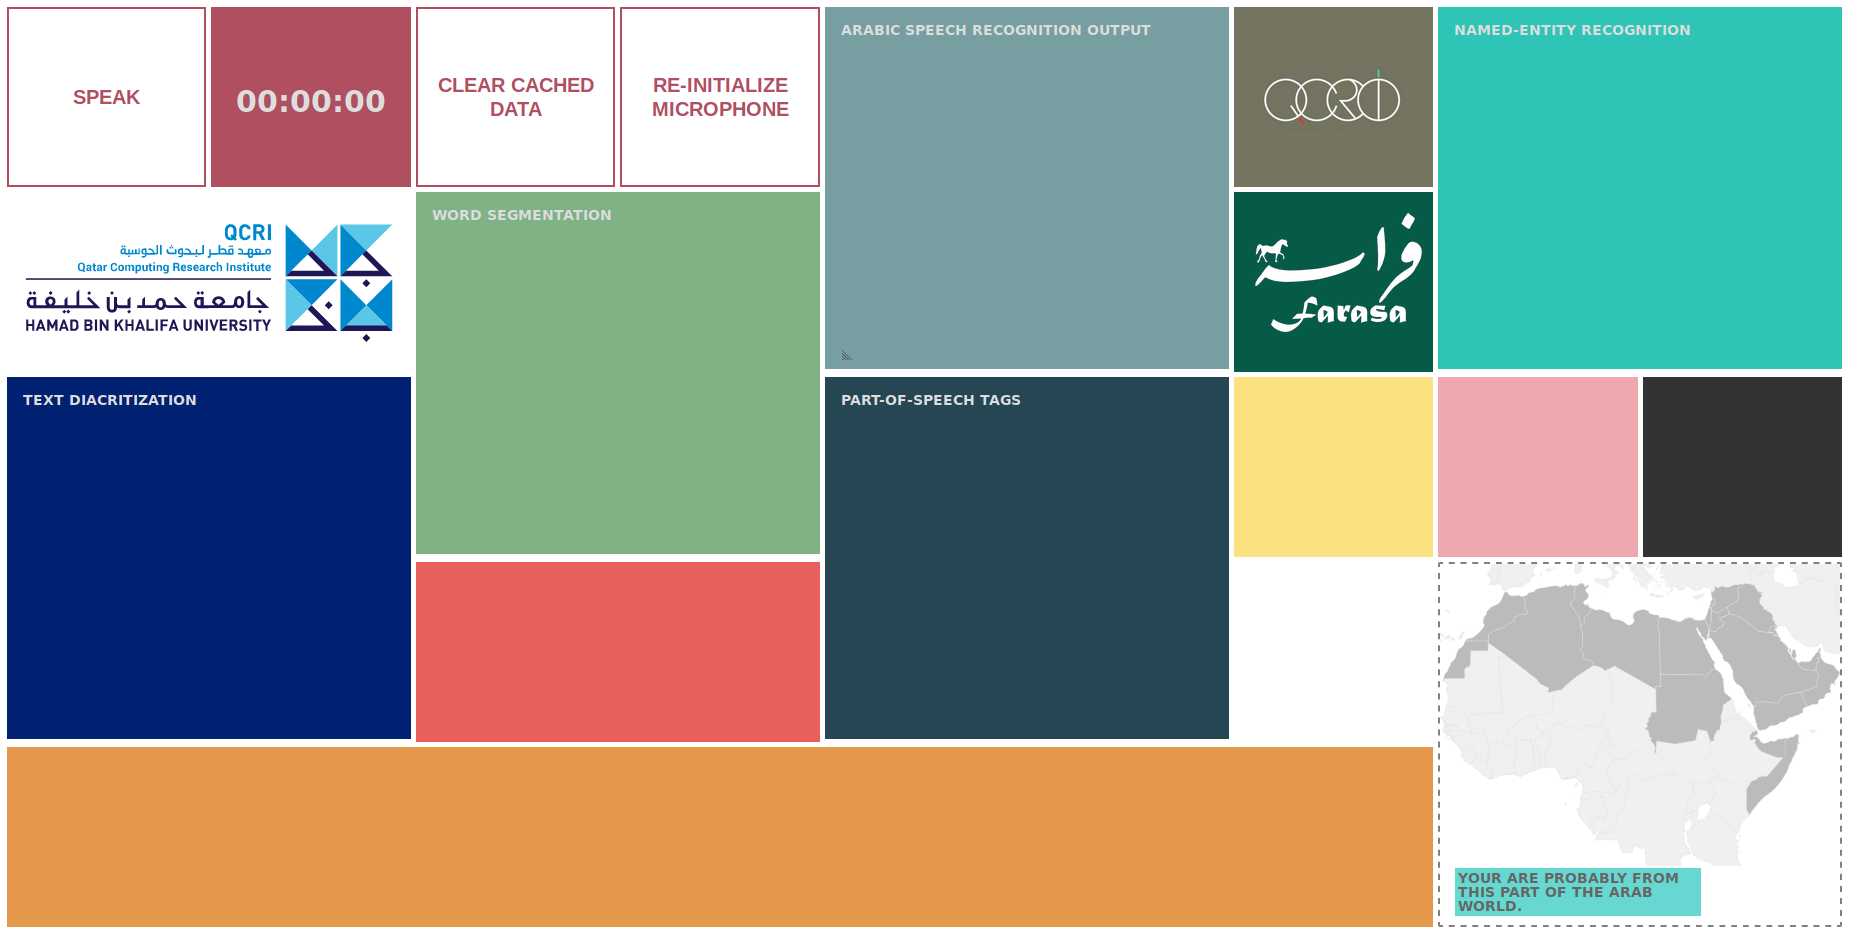 SPEAK
00:00:00
CLEAR CACHED
DATA
RE-INITIALIZE
MICROPHONE
ARABIC SPEECH RECOGNITION OUTPUT
QCRI
NAMED-ENTITY RECOGNITION
QCRI
معهد قطر لبحوث الحوسبة
Qatar Computing Research Institute
جامعة حمد بن خليفة
HAMAD BIN KHALIFA UNIVERSITY
WORD SEGMENTATION
فراسة
farasa
TEXT DIACRITIZATION
PART-OF-SPEECH TAGS
YOUR ARE PROBABLY FROM
THIS PART OF THE ARAB
WORLD.